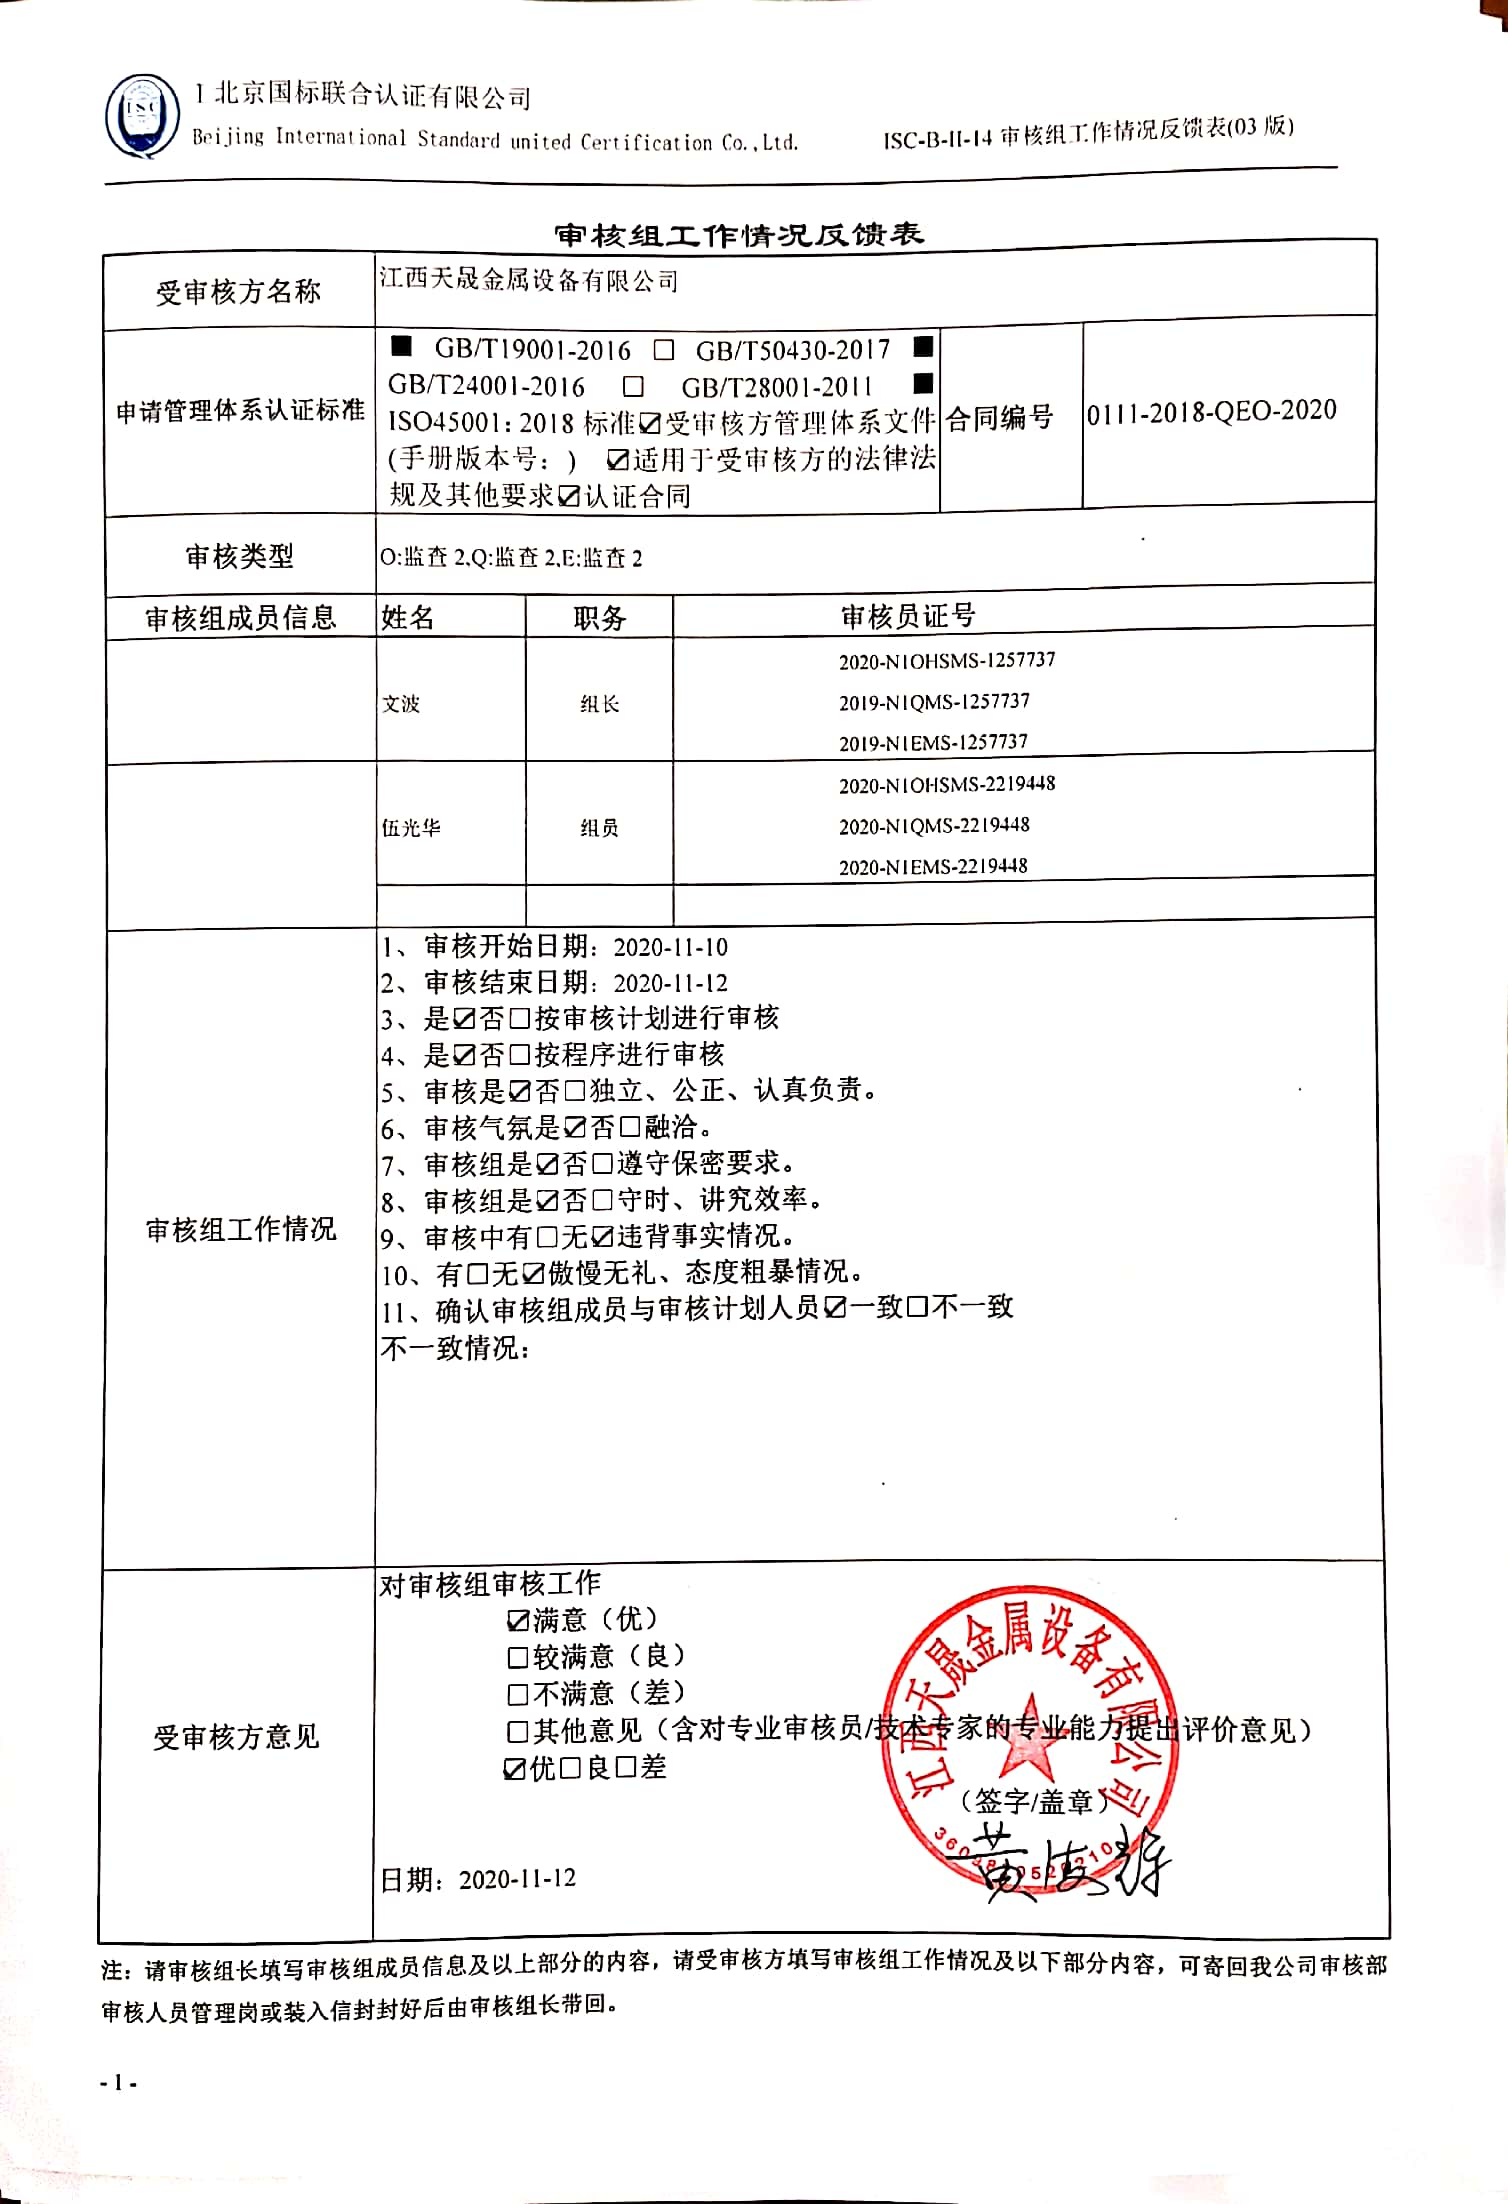 ISC
1 北京国标联合认证有限公司
Beijing International Standard united Certification Co.,Ltd.
ISC-B-II-14 审核组工作情况反馈表(03 版)
审核组工作情况反馈表
受审核方名称
江西天晟金属设备有限公司
申请管理体系认证标准
■ GB/T19001-2016 □ GB/T50430-2017 ■
GB/T24001-2016 □ GB/T28001-2011 ■
ISO45001: 2018 标准☑受审核方管理体系文件
(手册版本号: ) ☑适用于受审核方的法律法
规及其他要求☑认证合同
合同编号
0111-2018-QEO-2020
审核类型
O:监查 2,Q:监查 2,E:监查 2
审核组成员信息
姓名
职务
审核员证号
文波
组长
2020-N1OHSMS-1257737
2019-N1QMS-1257737
2019-N1EMS-1257737
伍光华
组员
2020-N1OHSMS-2219448
2020-N1QMS-2219448
2020-N1EMS-2219448
审核组工作情况
1、审核开始日期: 2020-11-10
2、审核结束日期: 2020-11-12
3、是☑否□按审核计划进行审核
4、是☑否□按程序进行审核
5、审核是☑否□独立、公正、认真负责。
6、审核气氛是☑否□融洽。
7、审核组是☑否□遵守保密要求。
8、审核组是☑否□守时、讲究效率。
9、审核中有□无☑违背事实情况。
10、有□无☑傲慢无礼、态度粗暴情况。
11、确认审核组成员与审核计划人员☑一致□不一致
不一致情况:
受审核方意见
对审核组审核工作
☑满意（优）
□较满意（良）
□不满意（差）
□其他意见（含对专业审核员/技术专家的专业能力提出评价意见）
☑优□良□差
（签字/盖章）
江西天晟金属设备有限公司
日期: 2020-11-12
注: 请审核组长填写审核组成员信息及以上部分的内容，请受审核方填写审核组工作情况及以下部分内容，可寄回我公司审核部
审核人员管理岗或装入信封封好后由审核组长带回。
- 1 -